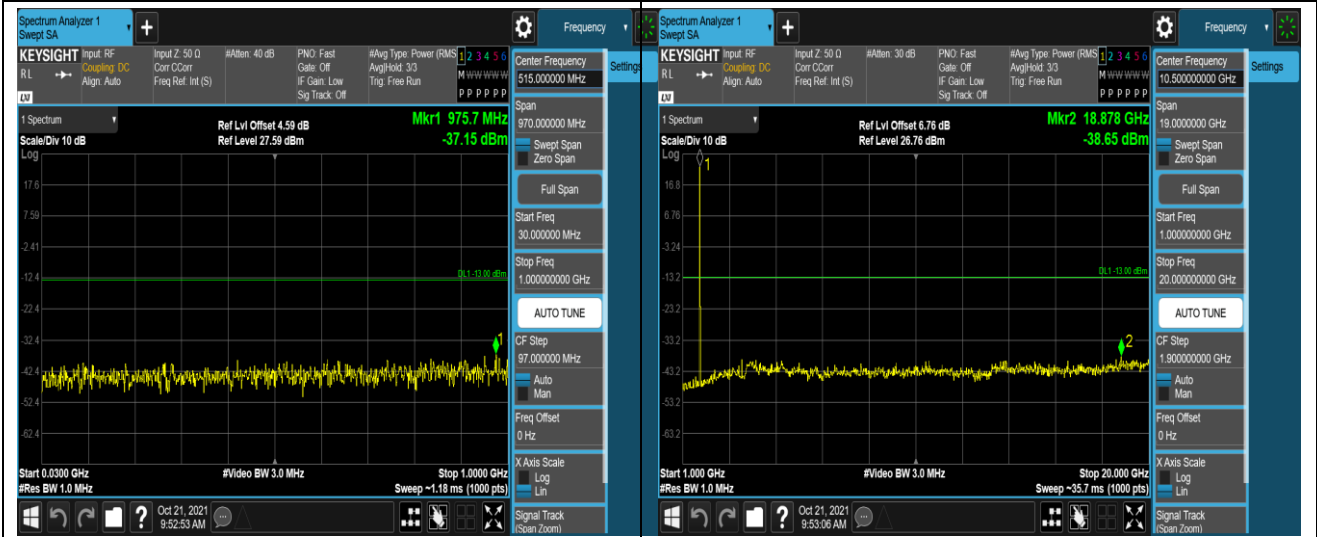 Spectrum Analyzer 1
Swept SA
+
Frequency
KEYSIGHT
RL
LXI
Input: RF
Coupling: DC
Align: Auto
Input Z: 50 Ω
Corr CCorr
Freq Ref: Int (S)
#Atten: 40 dB
PNO: Fast
Gate: Off
IF Gain: Low
Sig Track: Off
#Avg Type: Power (RMS
Avg|Hold: 3/3
Trig: Free Run
1 2 3 4 5 6
M W W W W W
P P P P P P
Center Frequency
515.000000 MHz
Settings
1 Spectrum
Scale/Div 10 dB
Log
Ref Lvl Offset 4.59 dB
Ref Level 27.59 dBm
Mkr1 975.7 MHz
-37.15 dBm
Span
970.000000 MHz
Swept Span
Zero Span
Full Span
Start Freq
30.000000 MHz
Stop Freq
1.000000000 GHz
AUTO TUNE
CF Step
97.000000 MHz
Auto
Man
Freq Offset
0 Hz
X Axis Scale
Log
Lin
Signal Track
(Span Zoom)
17.6
7.59
-2.41
-12.4
DL1 -13.00 dBm
-22.4
-32.4
1
-42.4
-52.4
-62.4
Start 0.0300 GHz
#Res BW 1.0 MHz
#Video BW 3.0 MHz
Stop 1.0000 GHz
Sweep ~1.18 ms (1000 pts)
?
Oct 21, 2021
9:52:53 AM
Spectrum Analyzer 1
Swept SA
+
Frequency
KEYSIGHT
RL
LXI
Input: RF
Coupling: DC
Align: Auto
Input Z: 50 Ω
Corr CCorr
Freq Ref: Int (S)
#Atten: 30 dB
PNO: Fast
Gate: Off
IF Gain: Low
Sig Track: Off
#Avg Type: Power (RMS
Avg|Hold: 3/3
Trig: Free Run
1 2 3 4 5 6
M W W W W W
P P P P P P
Center Frequency
10.500000000 GHz
Settings
1 Spectrum
Scale/Div 10 dB
Log
Ref Lvl Offset 6.76 dB
Ref Level 26.76 dBm
Mkr2 18.878 GHz
-38.65 dBm
Span
19.0000000 GHz
Swept Span
Zero Span
Full Span
Start Freq
1.000000000 GHz
Stop Freq
20.000000000 GHz
AUTO TUNE
CF Step
1.900000000 GHz
Auto
Man
Freq Offset
0 Hz
X Axis Scale
Log
Lin
Signal Track
(Span Zoom)
1
16.8
6.76
-3.24
-13.2
DL1 -13.00 dBm
-23.2
-33.2
2
-43.2
-53.2
-63.2
Start 1.000 GHz
#Res BW 1.0 MHz
#Video BW 3.0 MHz
Stop 20.000 GHz
Sweep ~35.7 ms (1000 pts)
?
Oct 21, 2021
9:53:06 AM